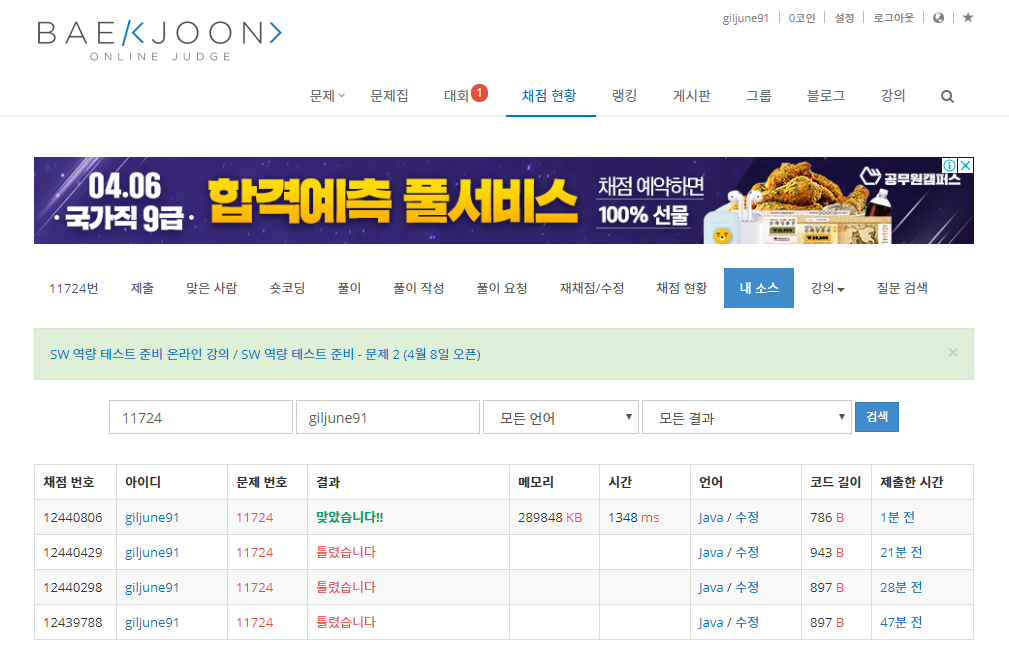 giljune91 0코인 설정 로그아웃
BAEKJOON>
ONLINE JUDGE
문제 문제집 대회 1 채점 현황 랭킹 게시판 그룹 블로그 강의
04.06
·국가직 9급·
합격예측 풀서비스
채점 예약하면
100% 선물
공무원캠퍼스
11724번 제출 맞은 사람 숏코딩 풀이 풀이 작성 풀이 요청 재채점/수정 채점 현황 내 소스 강의 질문 검색
SW 역량 테스트 준비 온라인 강의 / SW 역량 테스트 준비 - 문제 2 (4월 8일 오픈) ×
11724 giljune91 모든 언어 모든 결과 검색
채점 번호 아이디 문제 번호 결과 메모리 시간 언어 코드 길이 제출한 시간
12440806 giljune91 11724 맞았습니다!! 289848 KB 1348 ms Java / 수정 786 B 1분 전
12440429 giljune91 11724 틀렸습니다 Java / 수정 943 B 21분 전
12440298 giljune91 11724 틀렸습니다 Java / 수정 897 B 28분 전
12439788 giljune91 11724 틀렸습니다 Java / 수정 897 B 47분 전